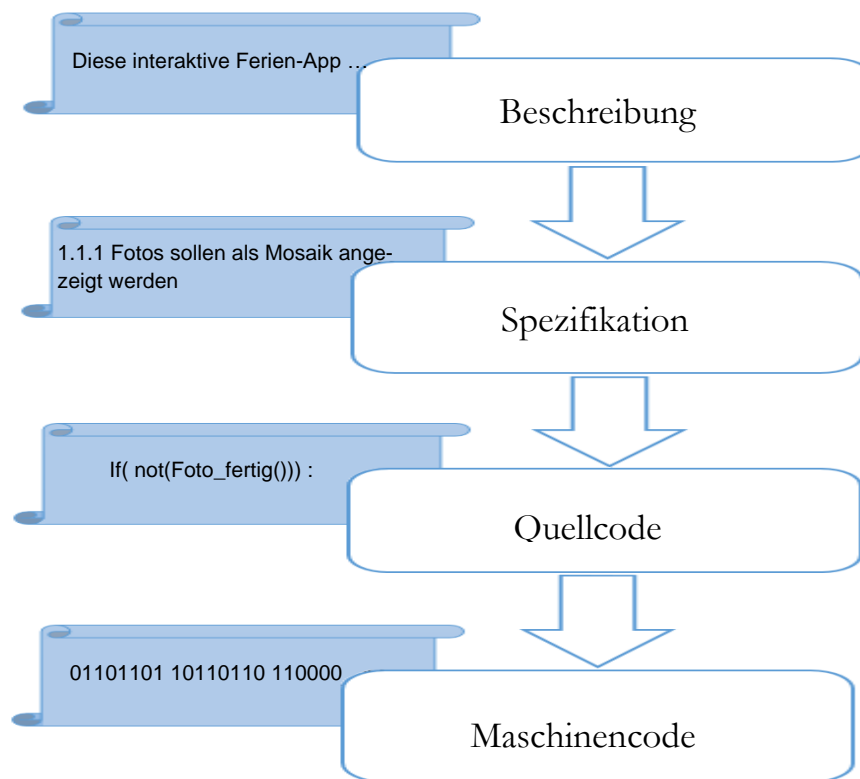 Diese interaktive Ferien-App …
Beschreibung
1.1.1 Fotos sollen als Mosaik ange-
zeigt werden
Spezifikation
If( not(Foto_fertig())) :
Quellcode
01101101 10110110 110000
Maschinencode